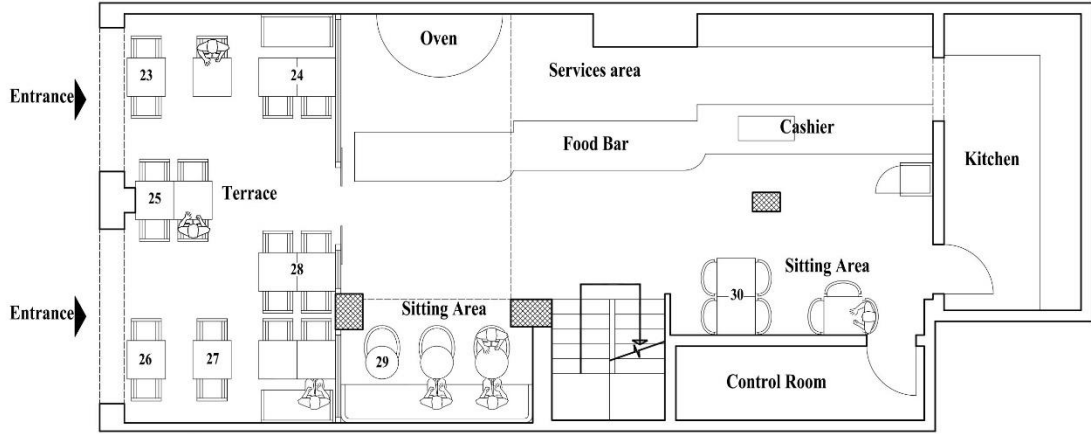 Oven
Services area
Entrance
23
24
Food Bar
Cashier
Kitchen
25
Terrace
28
Sitting Area
30
Entrance
Sitting Area
26
27
29
Control Room